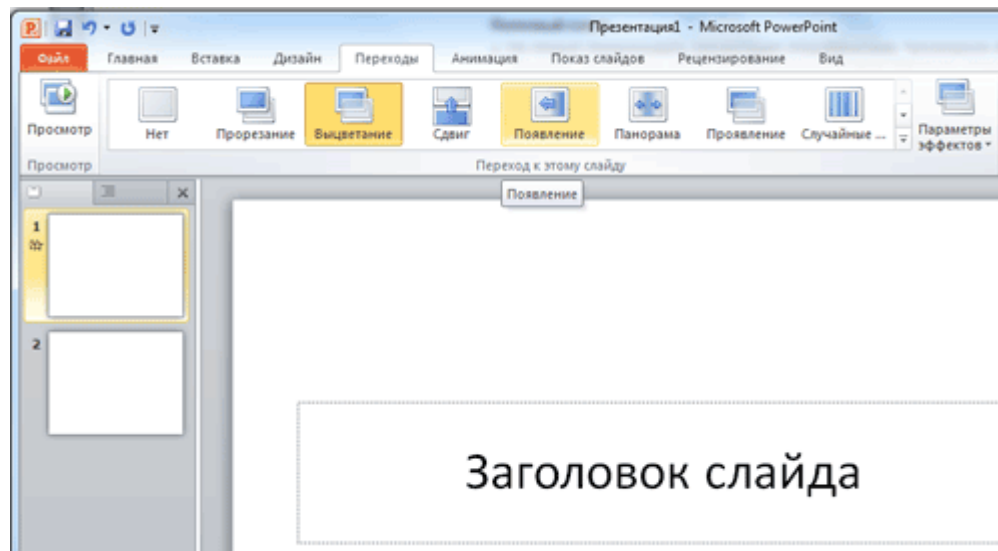 Презентация1 - Microsoft PowerPoint
Файл Главная Вставка Дизайн Переходы Анимация Показ слайдов Рецензирование Вид
Просмотр Нет Прорезание Выцветание Сдвиг Появление Панорама Проявление Случайные ... Параметры эффектов
Просмотр Переход к этому слайду
Появление
1
2
Заголовок слайда